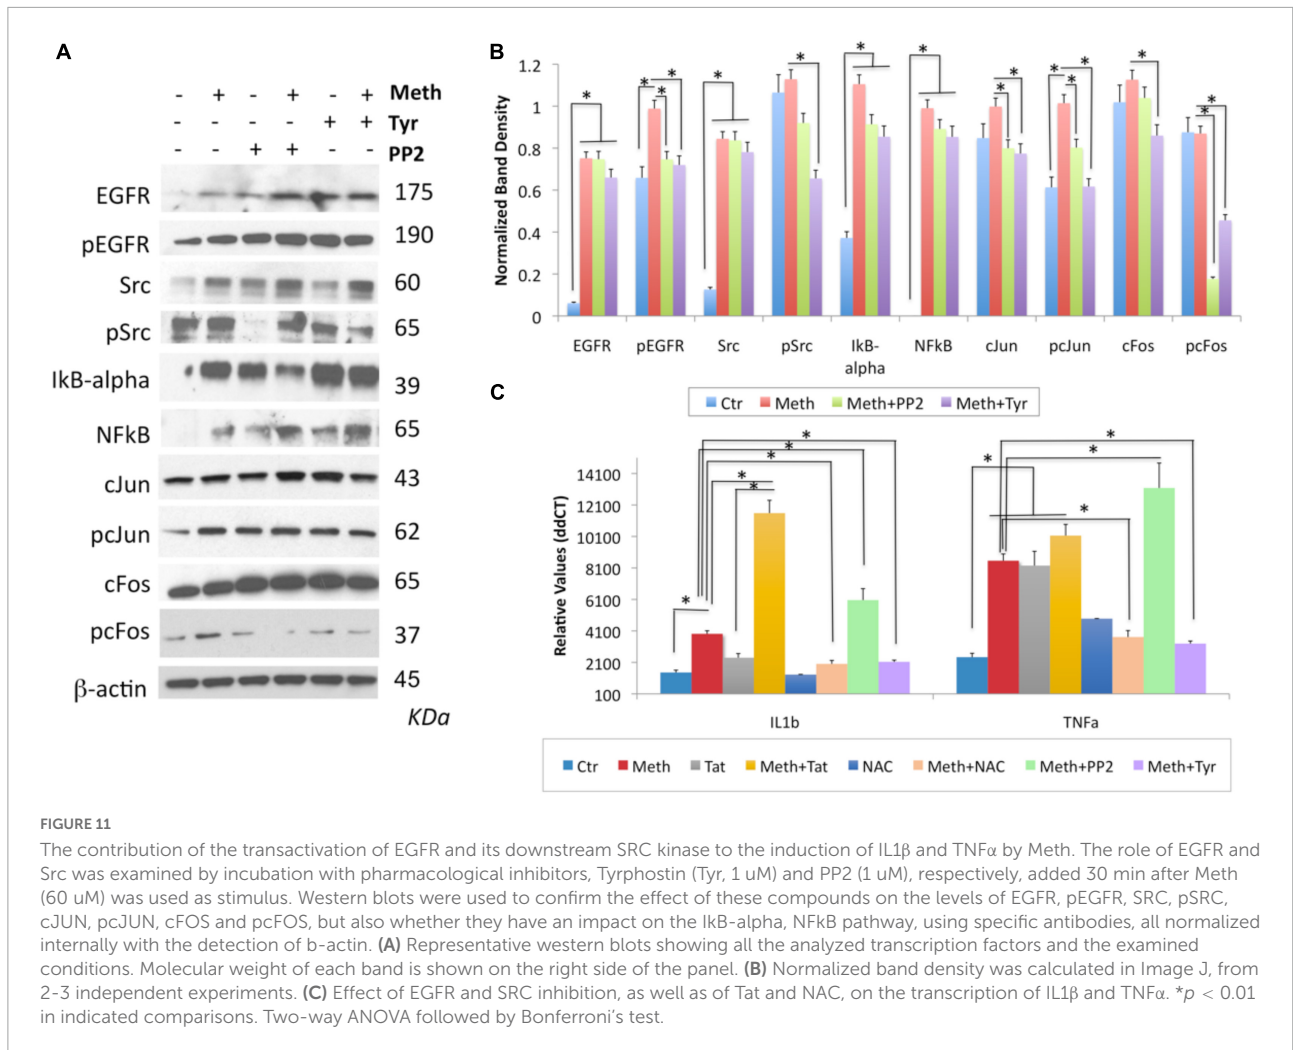 A
- + - + - + Meth
- - - - + + Tyr
- - + + - - PP2
EGFR 175
pEGFR 190
Src 60
pSrc 65
IkB-alpha 39
NFkB 65
cJun 43
pcJun 62
cFos 65
pcFos 37
β-actin 45
KDa
B
Normalized Band Density
1.2
1
0.8
0.6
0.4
0.2
0
* * * * * * * * * * * * * * * *
EGFR pEGFR Src pSrc IkB-alpha NFkB cJun pcJun cFos pcFos
Ctr Meth Meth+PP2 Meth+Tyr
C
Relative Values (ddCT)
14100
12100
10100
8100
6100
4100
2100
100
* * * * * * * * * *
IL1b TNFa
Ctr Meth Tat Meth+Tat NAC Meth+NAC Meth+PP2 Meth+Tyr
FIGURE 11
The contribution of the transactivation of EGFR and its downstream SRC kinase to the induction of IL1β and TNFα by Meth. The role of EGFR and
Src was examined by incubation with pharmacological inhibitors, Tyrphostin (Tyr, 1 uM) and PP2 (1 uM), respectively, added 30 min after Meth
(60 uM) was used as stimulus. Western blots were used to confirm the effect of these compounds on the levels of EGFR, pEGFR, SRC, pSRC,
cJUN, pcJUN, cFOS and pcFOS, but also whether they have an impact on the IkB-alpha, NFkB pathway, using specific antibodies, all normalized
internally with the detection of b-actin. (A) Representative western blots showing all the analyzed transcription factors and the examined
conditions. Molecular weight of each band is shown on the right side of the panel. (B) Normalized band density was calculated in Image J, from
2-3 independent experiments. (C) Effect of EGFR and SRC inhibition, as well as of Tat and NAC, on the transcription of IL1β and TNFα. *p < 0.01
in indicated comparisons. Two-way ANOVA followed by Bonferroni's test.